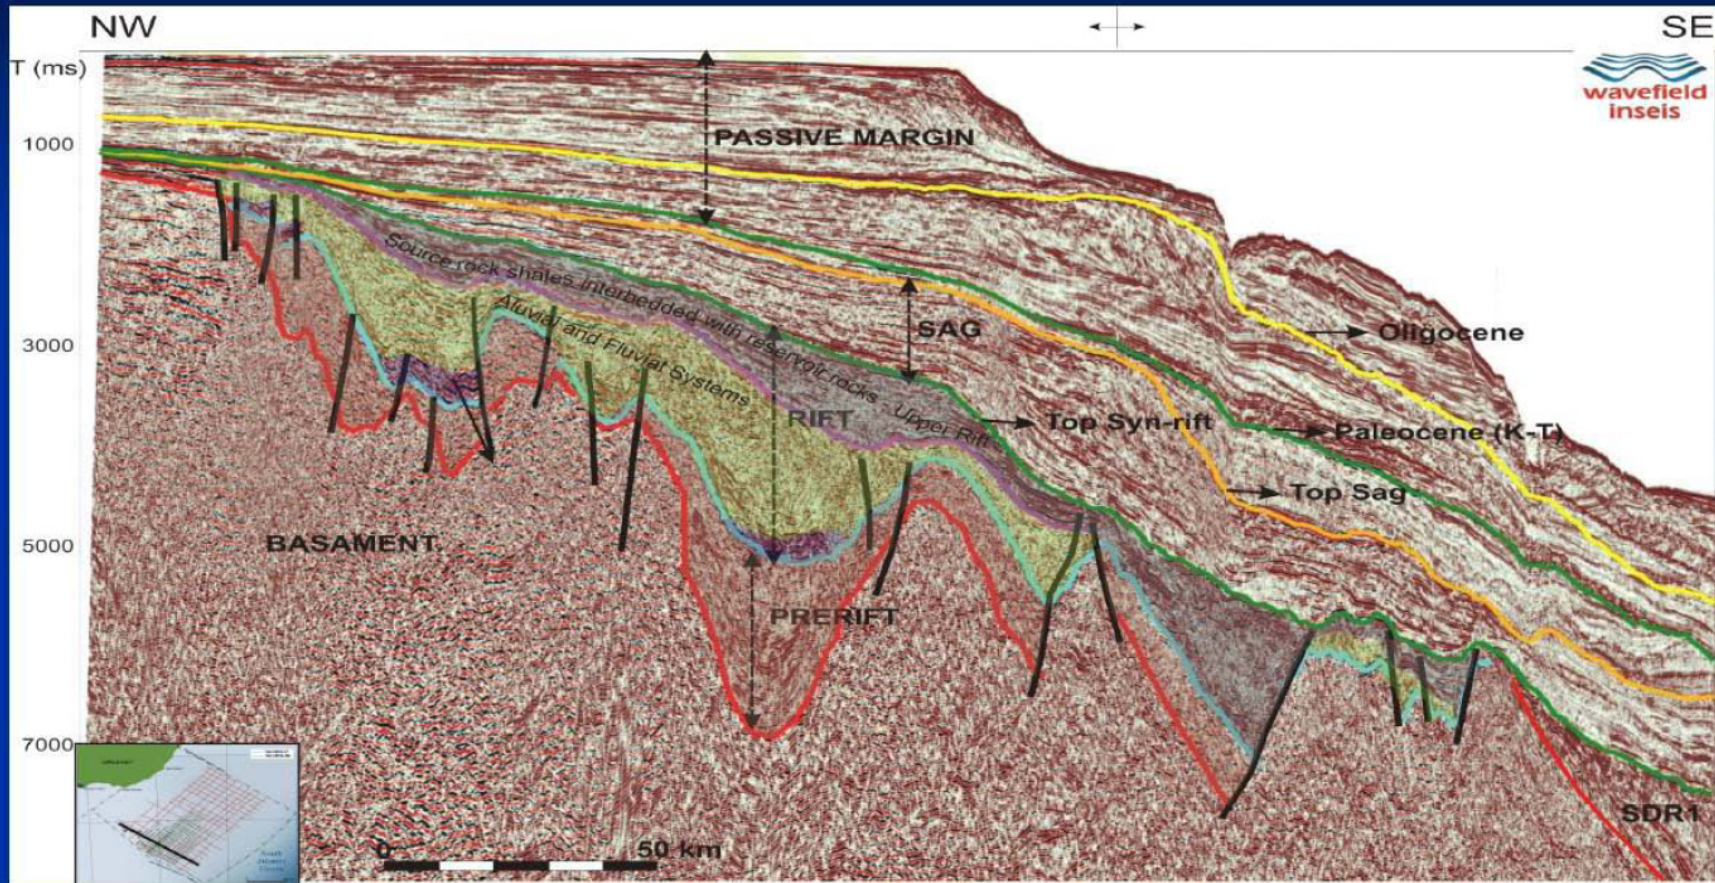 NW
SE
T (ms)
wavefield
inseis
1000
PASSIVE MARGIN
Source rock shales interbedded with reservoir rocks
Upper Rift
Aluvial and Fluvial Systems
SAG
Oligocene
3000
RIFT
Top Syn-rift
Paleocene (K-T)
Top Sag
5000
BASAMENT
PRERIFT
7000
SDR1
0
50 km